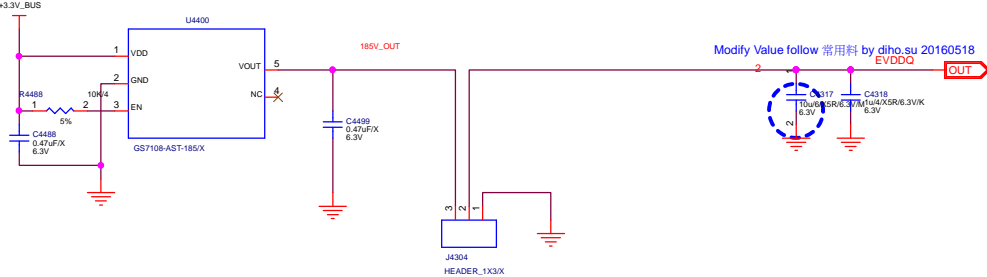 +3.3V_BUS
U4400
1
VDD
185V_OUT
Modify Value follow 常用料 by diho.su 20160518
EVDDQ
VOUT
5
2
OUT
2
GND
1
R4488
10K/4
NC
4
C4317
C4318
1
2
3
EN
10u/6/X5R/6.3V/M
1u/4/X5R/6.3V/K
6.3V
6.3V
5%
C4499
0.47uF/X
6.3V
2
C4488
0.47uF/X
6.3V
GS7108-AST-185/X
3
2
1
J4304
HEADER_1X3/X